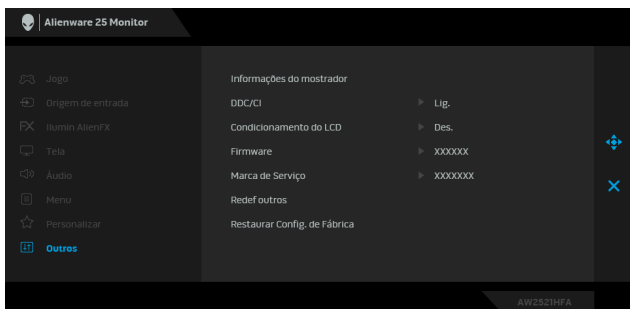 Alienware 25 Monitor
Jogo
Origem de entrada
Ilumin AlienFX
Tela
Áudio
Menu
Personalizar
Outros
Informações do mostrador
DDC/CI Lig.
Condicionamento do LCD Des.
Firmware XXXXXX
Marca de Serviço XXXXXXX
Redef outros
Restaurar Config. de Fábrica
AW2521HFA